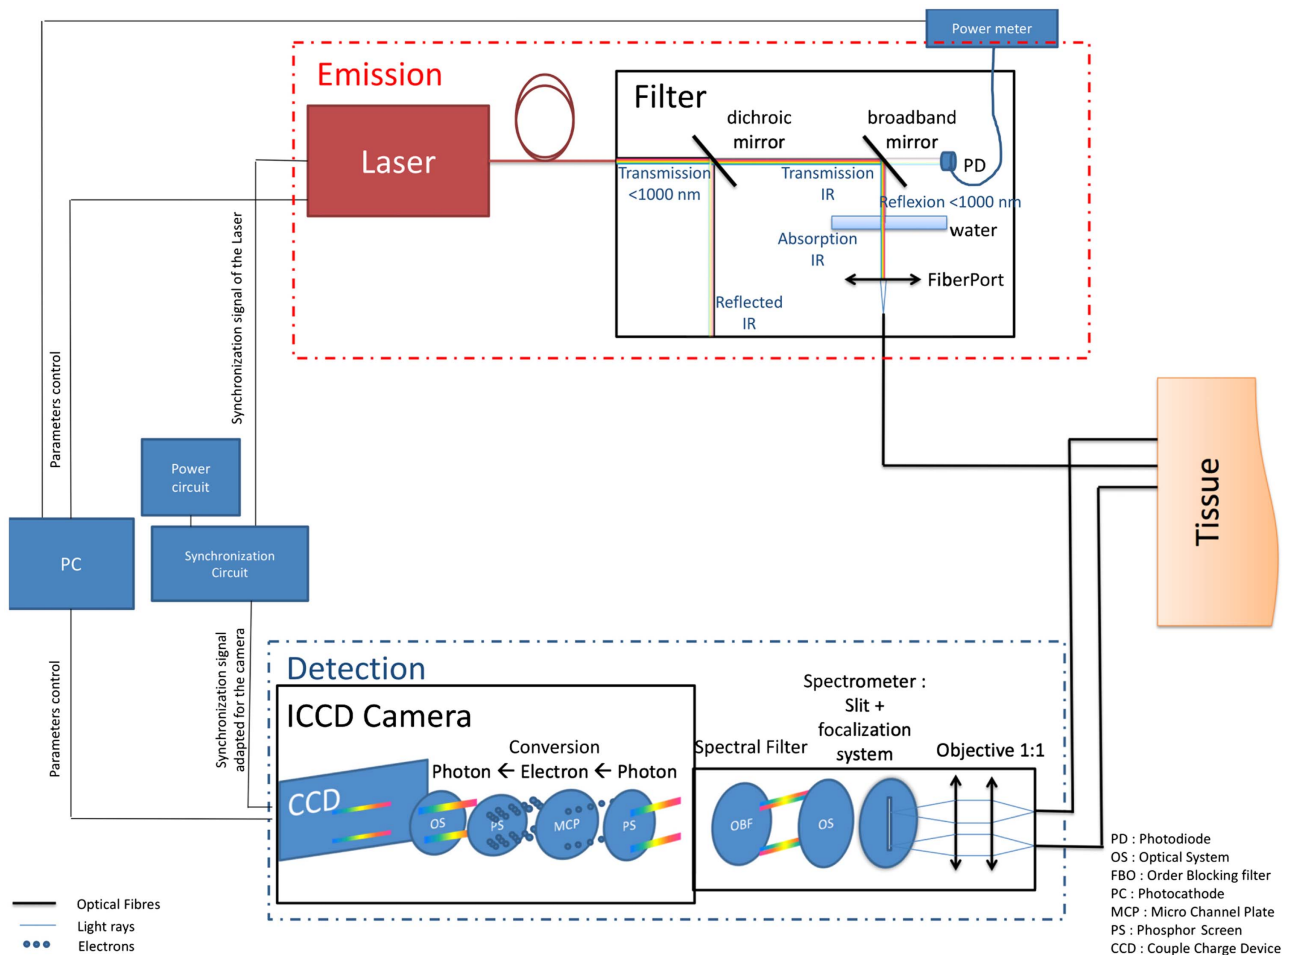 Power meter
Emission
Filter
Laser
dichroic
mirror
broadband
mirror
PD
Transmission
<1000 nm
Transmission
IR
Reflexion <1000 nm
water
Absorption
IR
FiberPort
Reflected
IR
Synchronization signal of the Laser
Parameters control
Power
circuit
PC
Synchronization
Circuit
Tissue
Parameters control
Synchronization signal
adapted for the camera
Detection
ICCD Camera
Conversion
Photon ← Electron ← Photon
CCD
OS
PS
MCP
PS
Spectral Filter
Spectrometer :
Slit +
focalization
system
Objective 1:1
OBF
OS
Optical Fibres
Light rays
Electrons
PD : Photodiode
OS : Optical System
FBO : Order Blocking filter
PC : Photocathode
MCP : Micro Channel Plate
PS : Phosphor Screen
CCD : Couple Charge Device